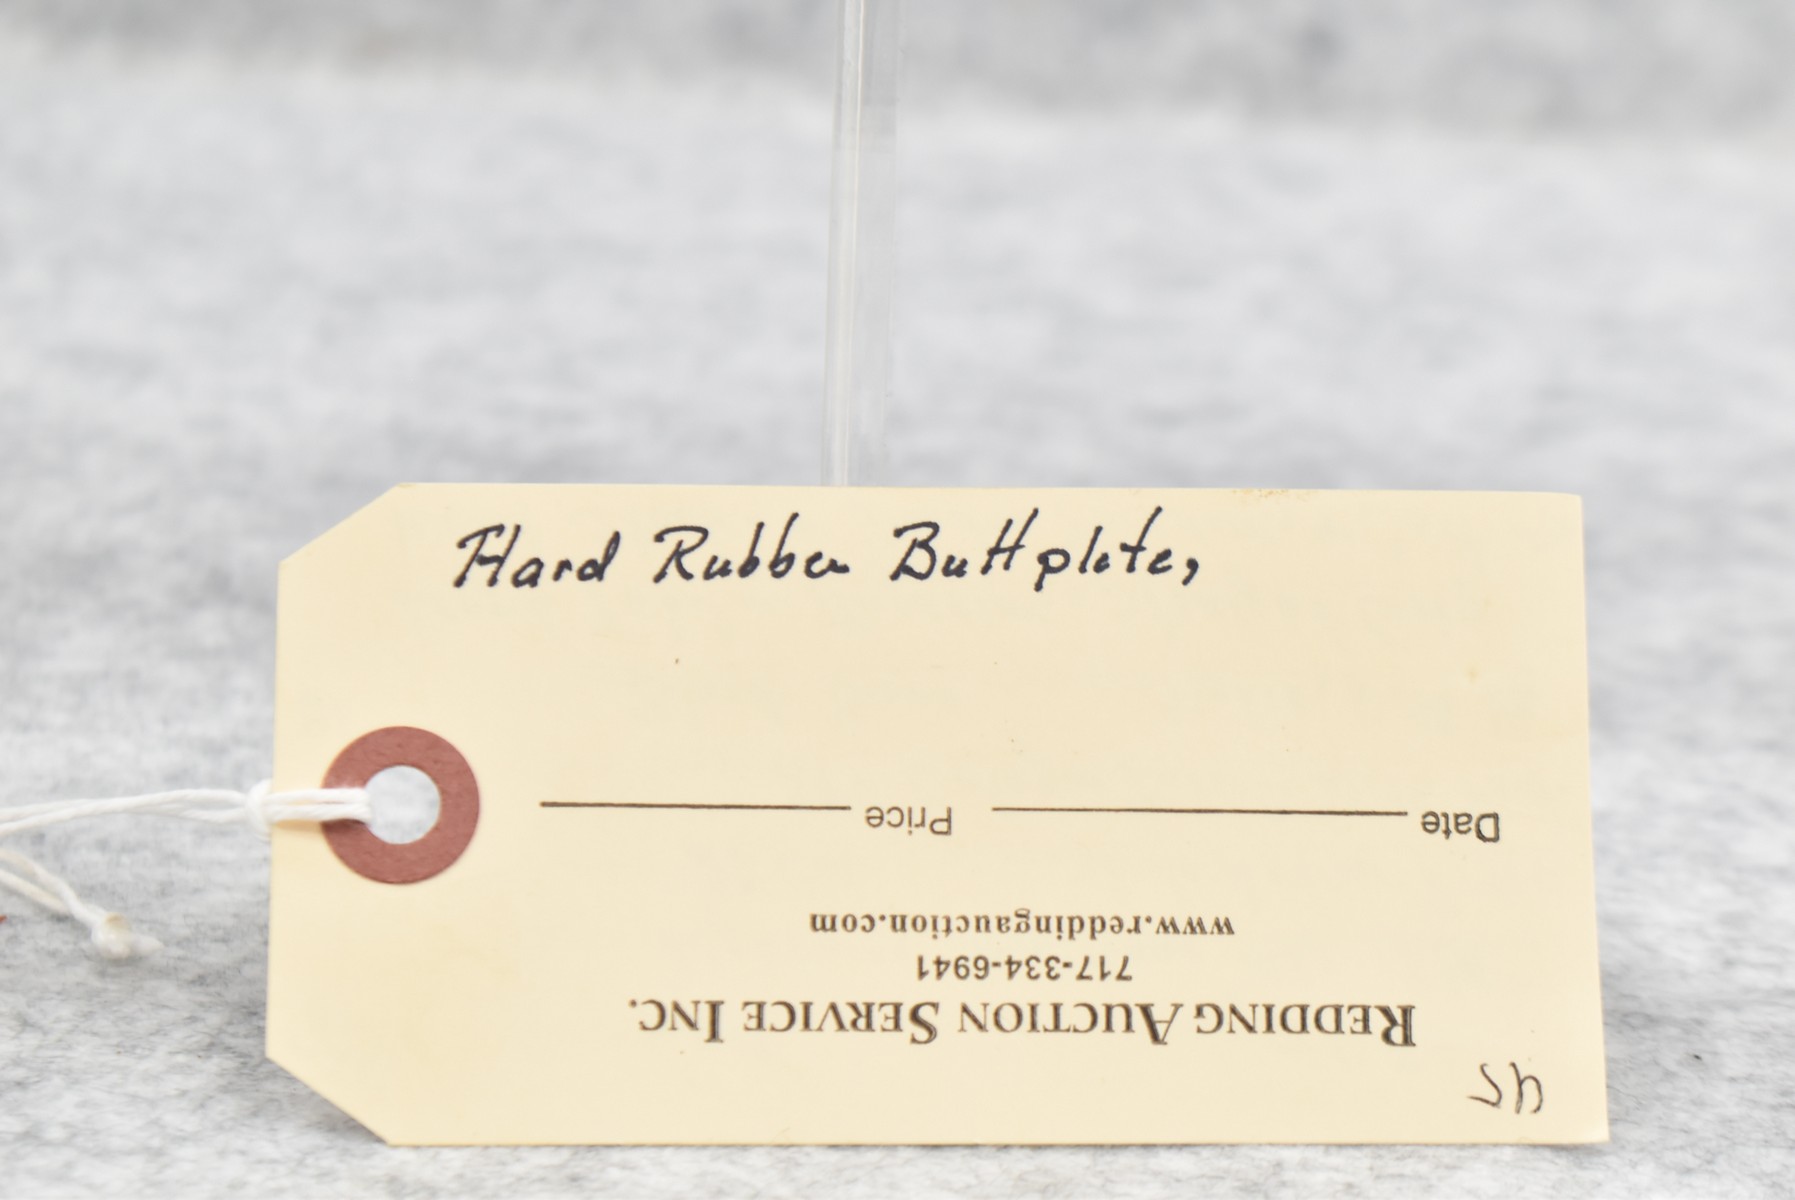 Hard Rubber Buttplate,
45
REDDING AUCTION SERVICE INC.
717-334-6941
www.reddingauction.com
Date Price